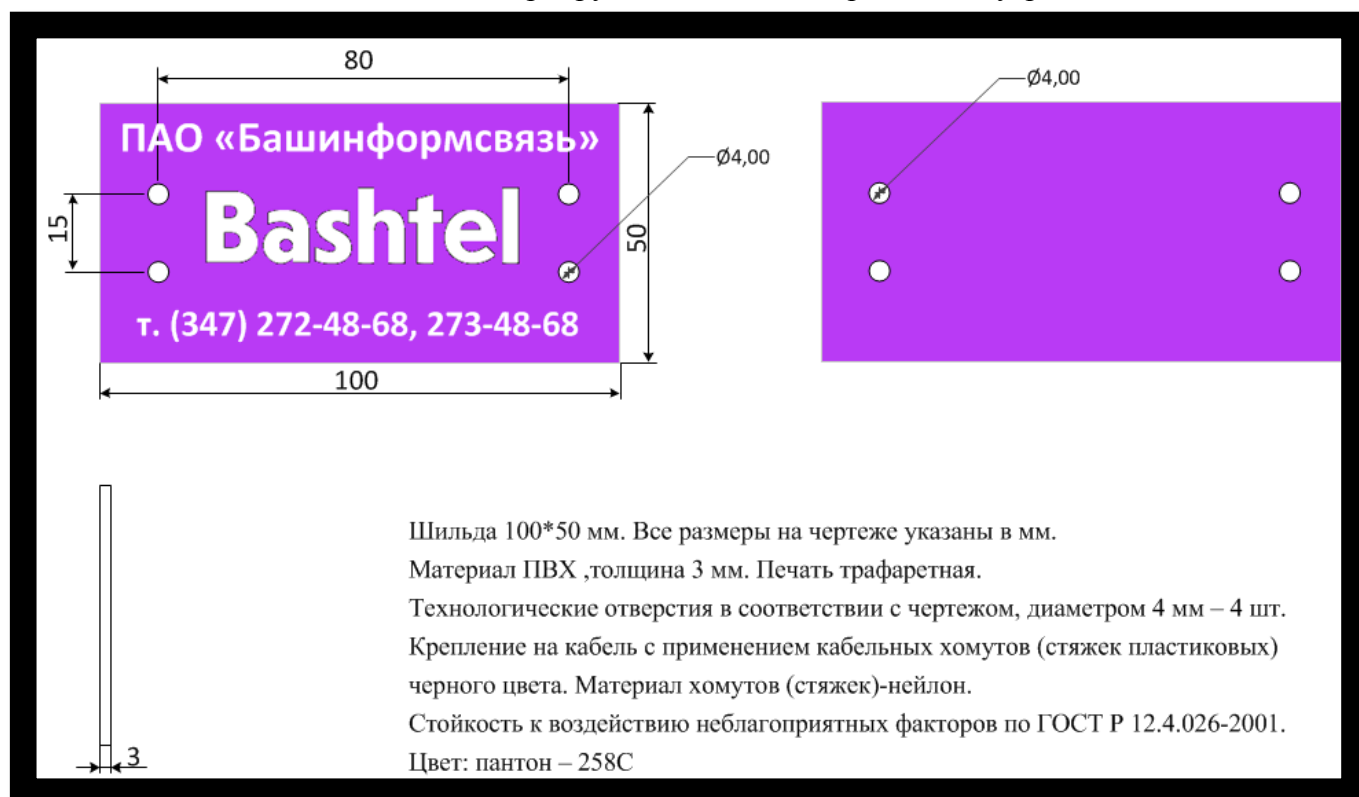 80
Ø4,00
ПАО «Башинформсвязь»
Ø4,00
15
Bashtel
50
т. (347) 272-48-68, 273-48-68
100
Шильда 100*50 мм. Все размеры на чертеже указаны в мм.
Материал ПВХ ,толщина 3 мм. Печать трафаретная.
Технологические отверстия в соответствии с чертежом, диаметром 4 мм – 4 шт.
Крепление на кабель с применением кабельных хомутов (стяжек пластиковых)
черного цвета. Материал хомутов (стяжек)-нейлон.
Стойкость к воздействию неблагоприятных факторов по ГОСТ Р 12.4.026-2001.
3
Цвет: пантон – 258С